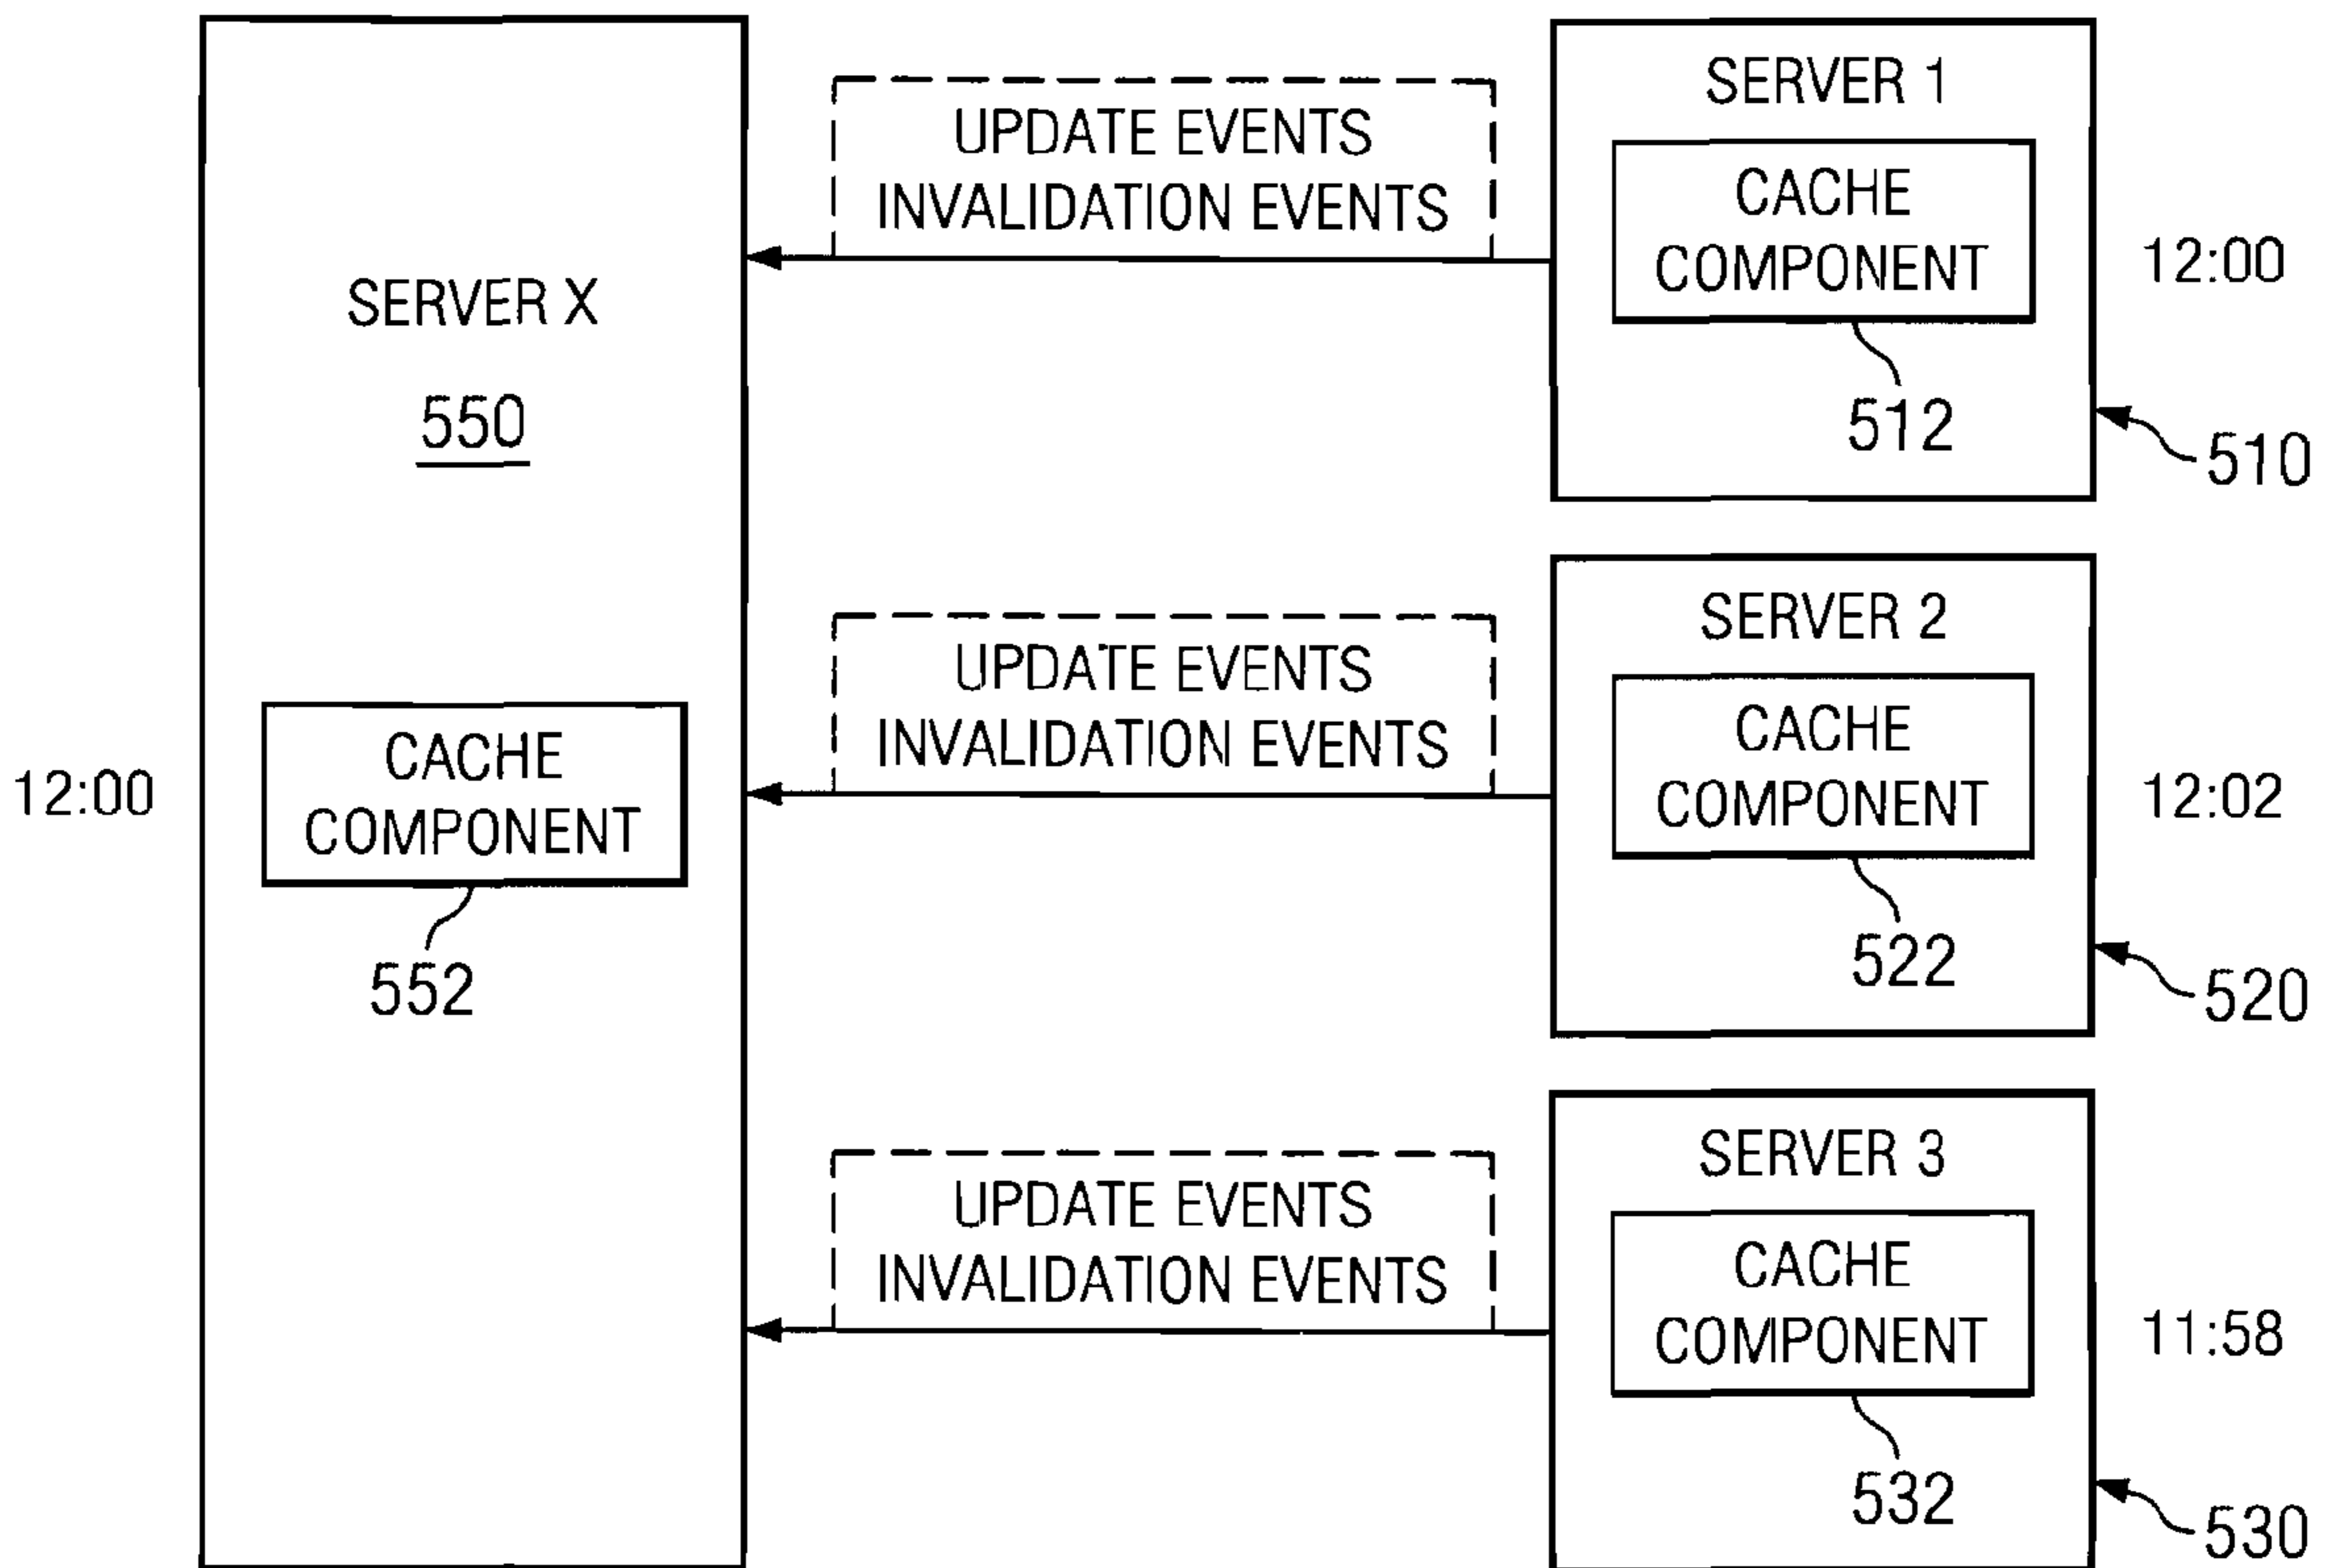 SERVER X
550
12:00
CACHE
COMPONENT
552
UPDATE EVENTS
INVALIDATION EVENTS
SERVER 1
CACHE
COMPONENT
512
12:00
510
UPDATE EVENTS
INVALIDATION EVENTS
SERVER 2
CACHE
COMPONENT
522
12:02
520
UPDATE EVENTS
INVALIDATION EVENTS
SERVER 3
CACHE
COMPONENT
532
11:58
530